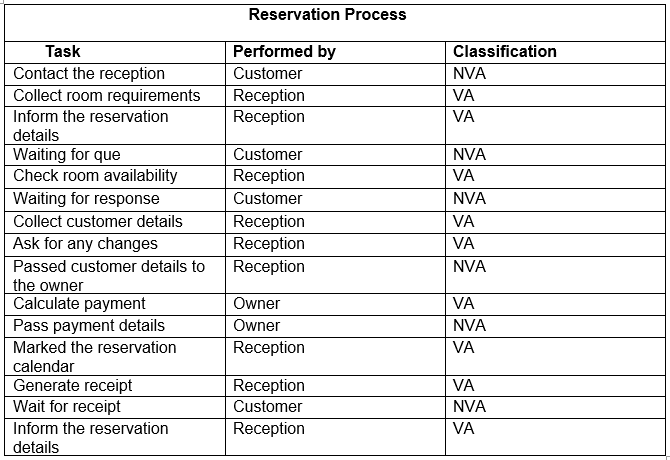 Reservation Process
Task Performed by Classification
Contact the reception Customer NVA
Collect room requirements Reception VA
Inform the reservation Reception VA
details
Waiting for que Customer NVA
Check room availability Reception VA
Waiting for response Customer NVA
Collect customer details Reception VA
Ask for any changes Reception VA
Passed customer details to Reception NVA
the owner
Calculate payment Owner VA
Pass payment details Owner NVA
Marked the reservation Reception VA
calendar
Generate receipt Reception VA
Wait for receipt Customer NVA
Inform the reservation Reception VA
details